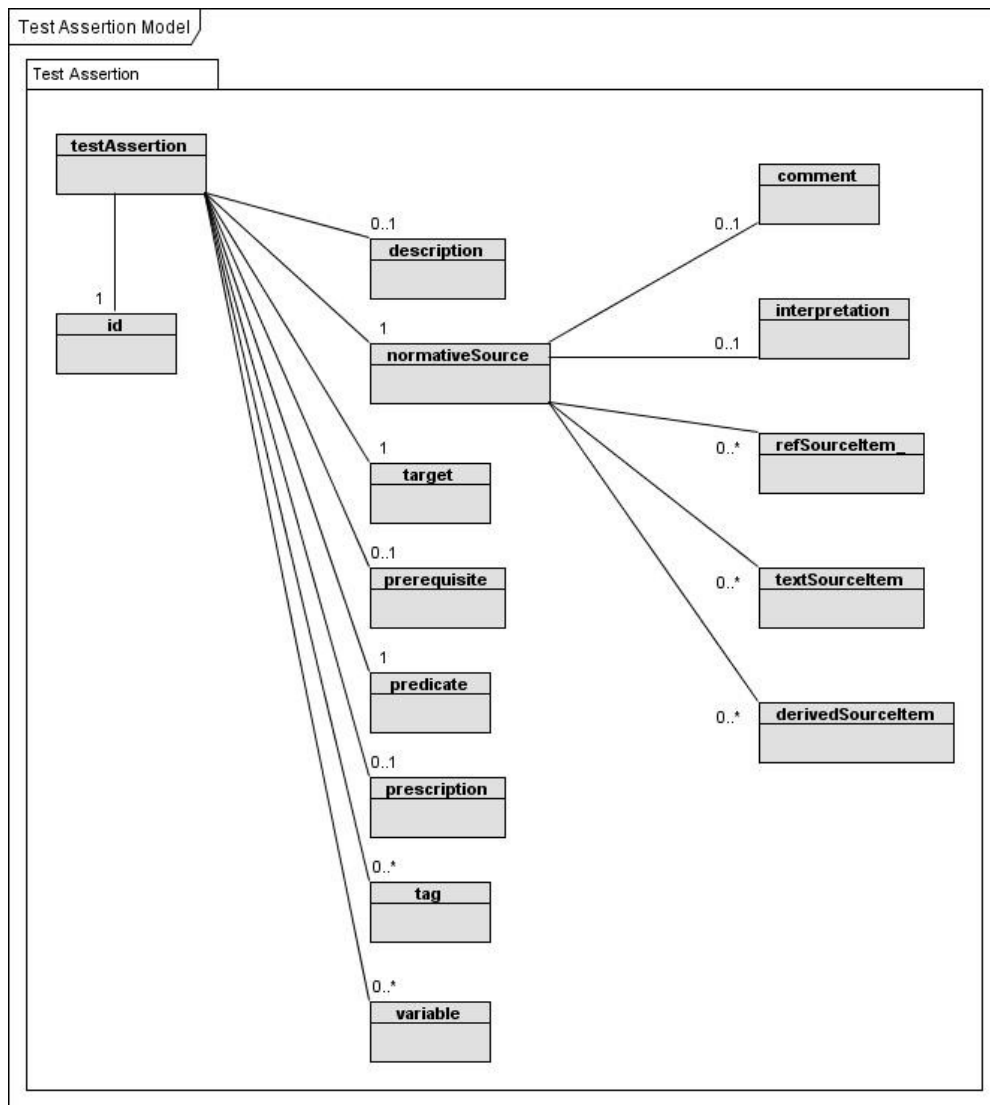 Test Assertion Model
Test Assertion
testAssertion
1
id
0..1
description
1
normativeSource
1
target
0..1
prerequisite
1
predicate
0..1
prescription
0..*
tag
0..*
variable
0..1
comment
0..1
interpretation
0..*
refSourceItem_
0..*
textSourceItem
0..*
derivedSourceItem